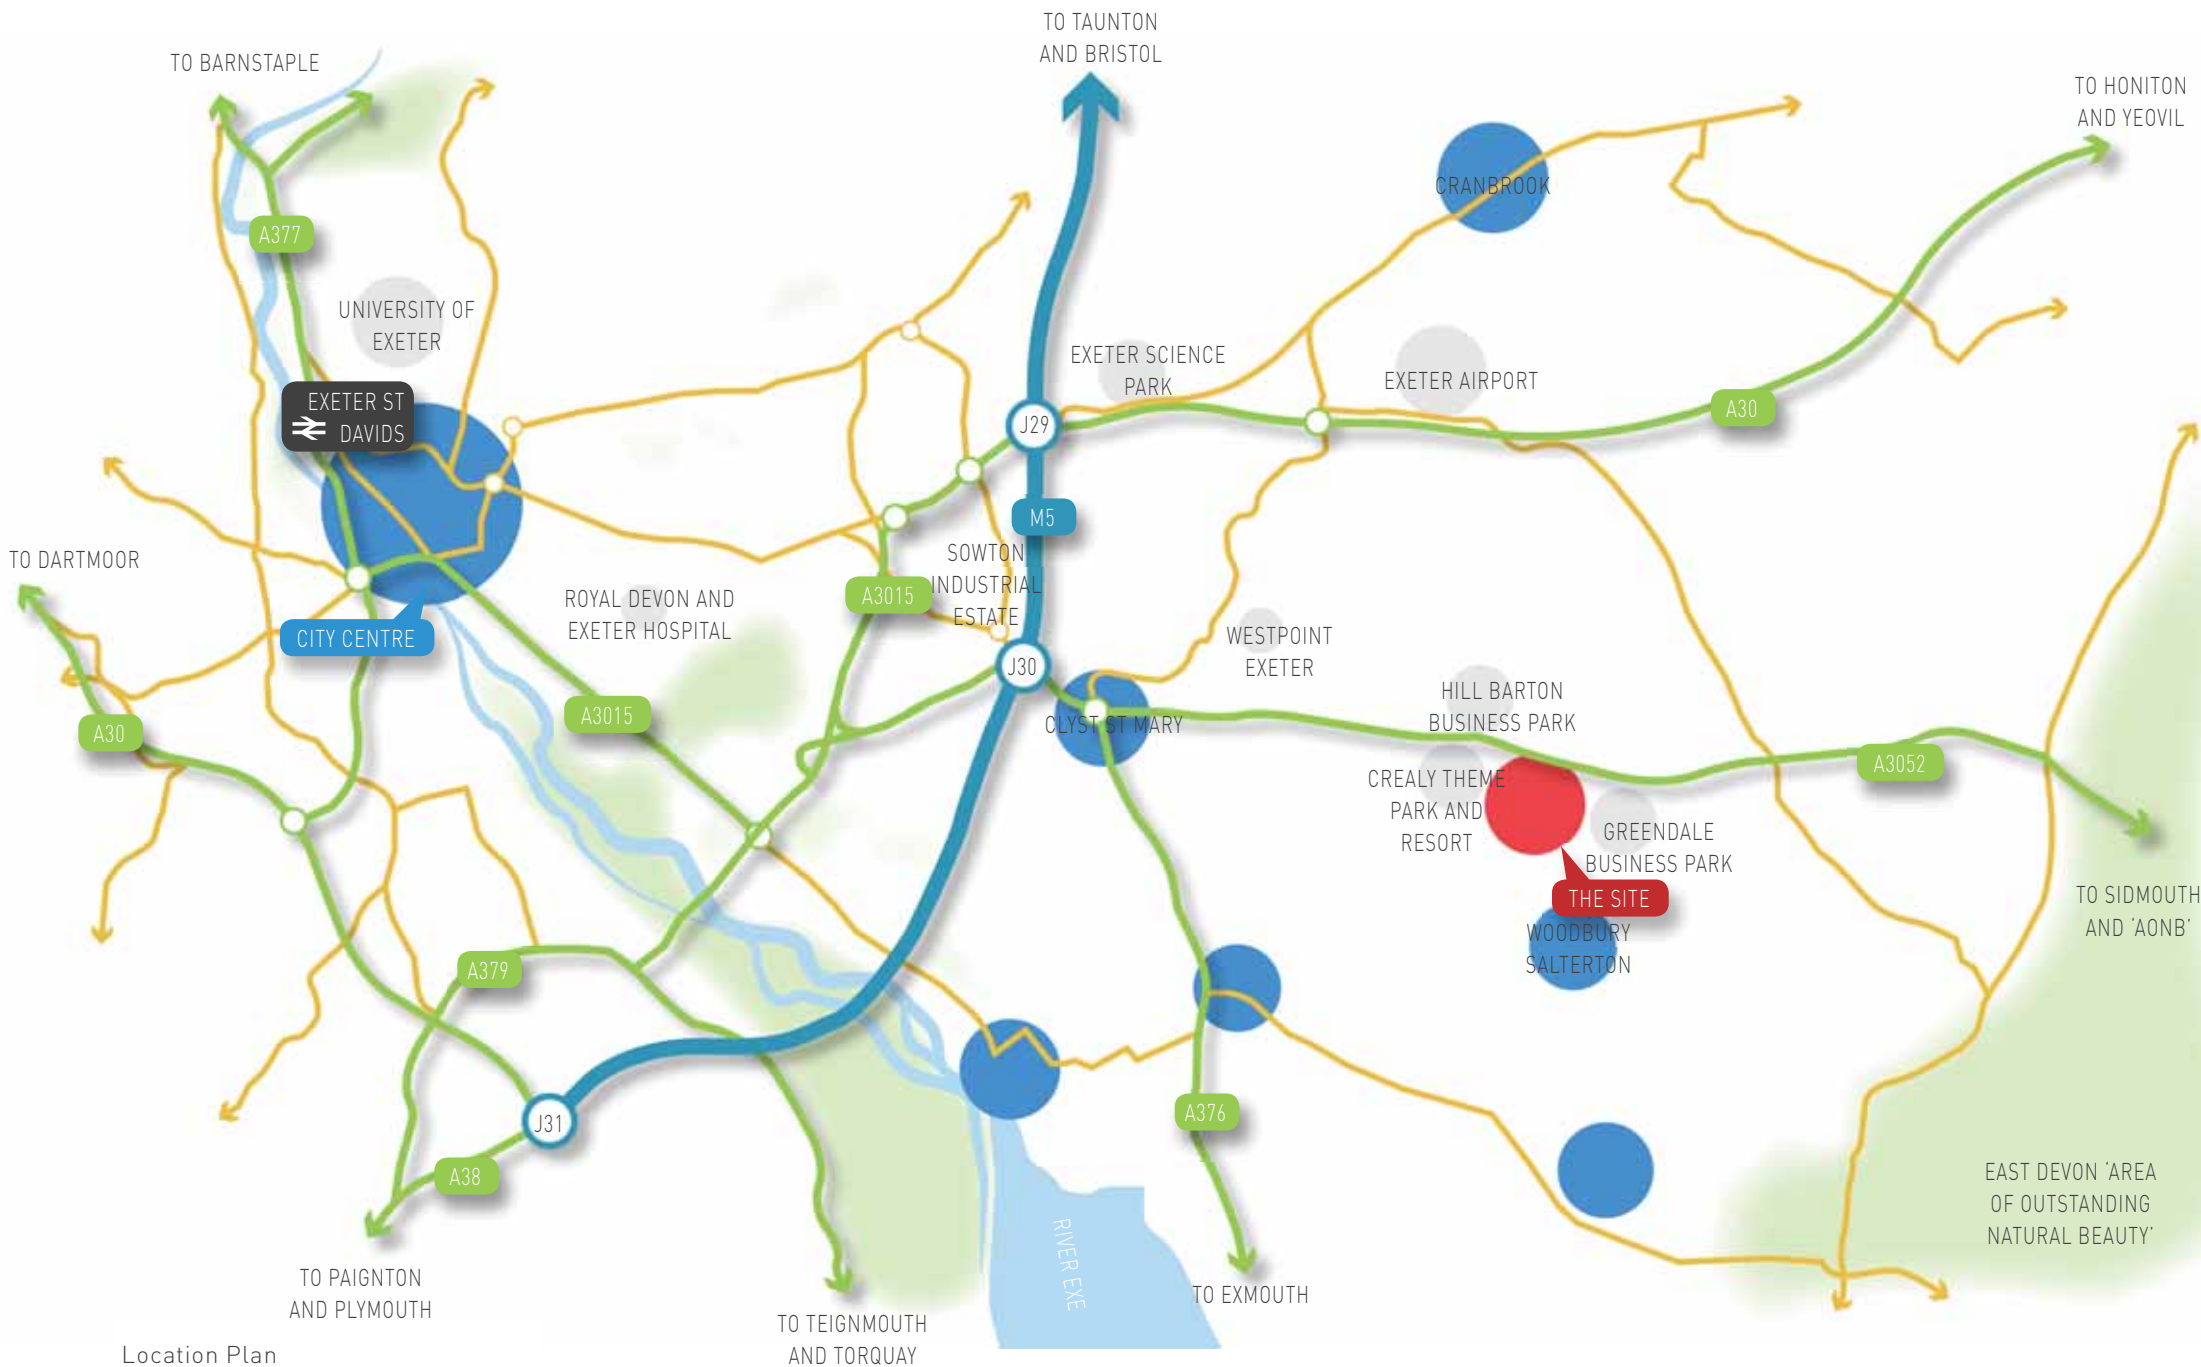 TO TAUNTON
AND BRISTOL
TO BARNSTAPLE
TO HONITON
AND YEOVIL
CRANBROOK
A377
UNIVERSITY OF
EXETER
EXETER SCIENCE
PARK
EXETER AIRPORT
EXETER ST
DAVIDS
J29
A30
M5
TO DARTMOOR
SOWTON
INDUSTRIAL
ESTATE
A3015
ROYAL DEVON AND
EXETER HOSPITAL
CITY CENTRE
WESTPOINT
EXETER
J30
A3015
CLYST ST MARY
HILL BARTON
BUSINESS PARK
A30
A3052
CREALY THEME
PARK AND
RESORT
GREENDALE
BUSINESS PARK
THE SITE
TO SIDMOUTH
AND ‘AONB’
WOODBURY
SALTERTON
A379
A376
J31
A38
EAST DEVON ‘AREA
OF OUTSTANDING
NATURAL BEAUTY’
RIVER EXE
TO PAIGNTON
AND PLYMOUTH
TO EXMOUTH
TO TEIGNMOUTH
AND TORQUAY
Location Plan